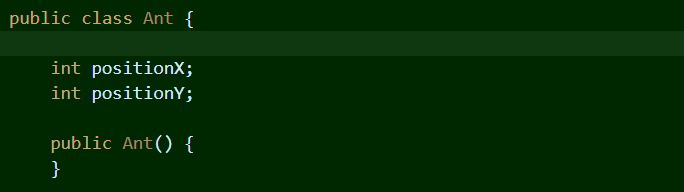 public class Ant {
    int positionX;
    int positionY;
    public Ant() {
    }